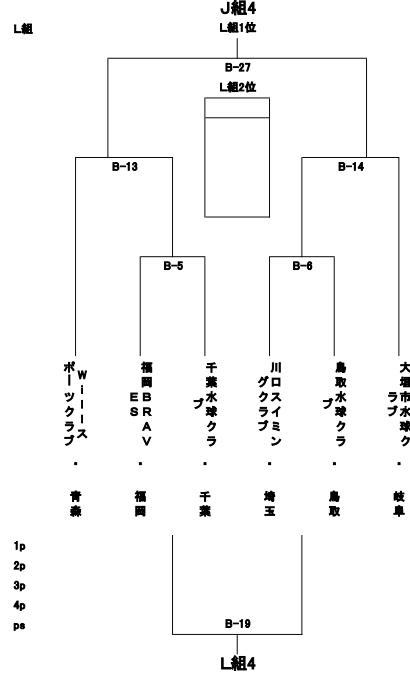 J組4
L組
L組1位
B-27
L組2位
B-13
B-14
B-5
B-6
Willス
ポーツクラブ
・
青森
福岡BRAV
ES
・
福岡
千葉水球クラ
ブ
・
千葉
川口スイミン
グクラブ
・
埼玉
鳥取水球クラ
ブ
・
鳥取
大垣市水球ク
ラブ
・
岐阜
1p
2p
3p
4p
ps
B-19
L組4